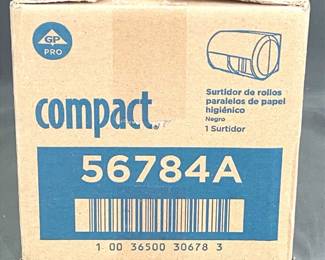 GP
PRO
compact.
Surtidor de rollos
paralelos de papel
higiénico
Negro
1 Surtidor
56784A
1 00 36500 30678 3